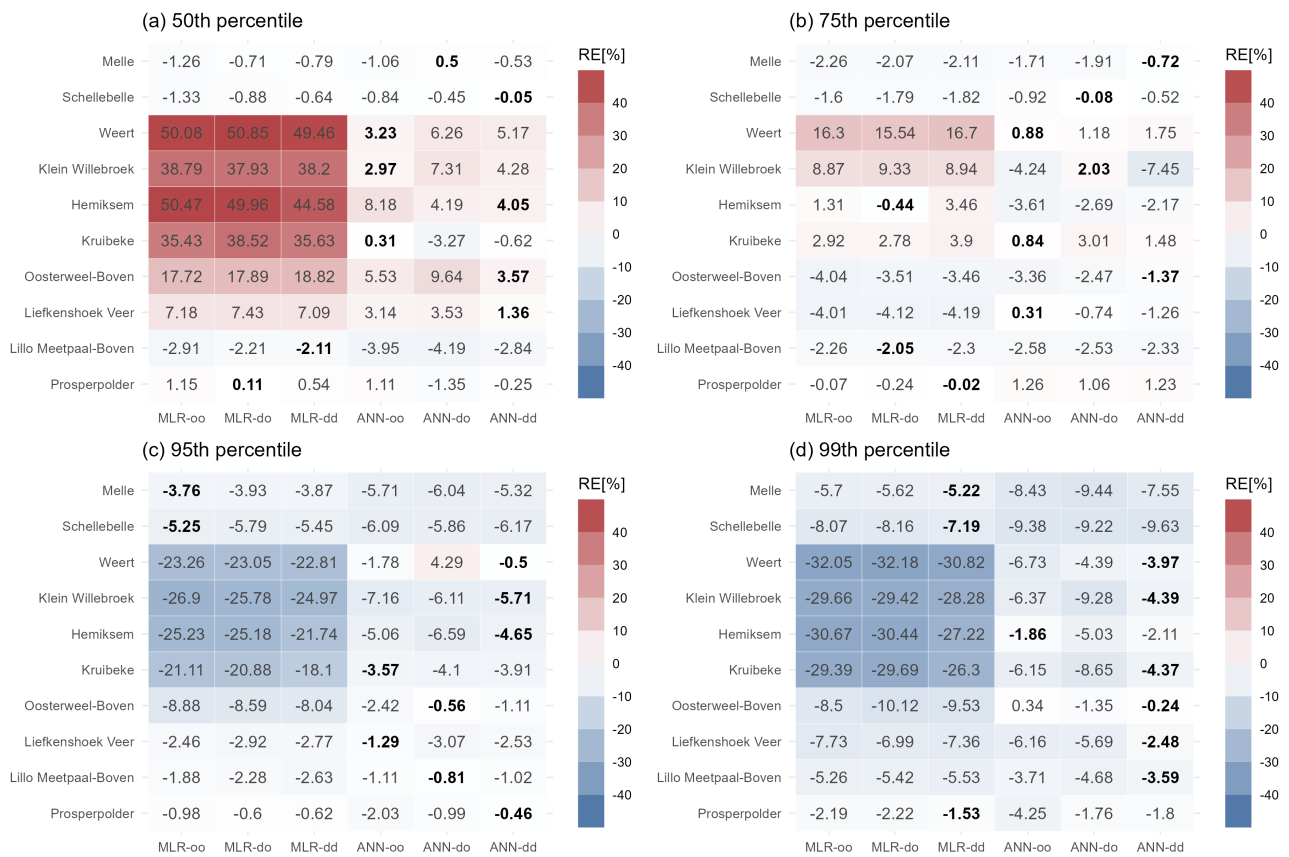 (a) 50th percentile
RE[%]
Melle -1.26 -0.71 -0.79 -1.06 0.5 -0.53
Schellebelle -1.33 -0.88 -0.64 -0.84 -0.45 -0.05
Weert 50.08 50.85 49.46 3.23 6.26 5.17
Klein Willebroek 38.79 37.93 38.2 2.97 7.31 4.28
Hemiksem 50.47 49.96 44.58 8.18 4.19 4.05
Kruibeke 35.43 38.52 35.63 0.31 -3.27 -0.62
Oosterweel-Boven 17.72 17.89 18.82 5.53 9.64 3.57
Liefkenshoek Veer 7.18 7.43 7.09 3.14 3.53 1.36
Lillo Meetpaal-Boven -2.91 -2.21 -2.11 -3.95 -4.19 -2.84
Prosperpolder 1.15 0.11 0.54 1.11 -1.35 -0.25
MLR-oo MLR-do MLR-dd ANN-oo ANN-do ANN-dd
40
30
20
10
0
-10
-20
-30
-40
(b) 75th percentile
RE[%]
Melle -2.26 -2.07 -2.11 -1.71 -1.91 -0.72
Schellebelle -1.6 -1.79 -1.82 -0.92 -0.08 -0.52
Weert 16.3 15.54 16.7 0.88 1.18 1.75
Klein Willebroek 8.87 9.33 8.94 -4.24 2.03 -7.45
Hemiksem 1.31 -0.44 3.46 -3.61 -2.69 -2.17
Kruibeke 2.92 2.78 3.9 0.84 3.01 1.48
Oosterweel-Boven -4.04 -3.51 -3.46 -3.36 -2.47 -1.37
Liefkenshoek Veer -4.01 -4.12 -4.19 0.31 -0.74 -1.26
Lillo Meetpaal-Boven -2.26 -2.05 -2.3 -2.58 -2.53 -2.33
Prosperpolder -0.07 -0.24 -0.02 1.26 1.06 1.23
MLR-oo MLR-do MLR-dd ANN-oo ANN-do ANN-dd
40
30
20
10
0
-10
-20
-30
-40
(c) 95th percentile
RE[%]
Melle -3.76 -3.93 -3.87 -5.71 -6.04 -5.32
Schellebelle -5.25 -5.79 -5.45 -6.09 -5.86 -6.17
Weert -23.26 -23.05 -22.81 -1.78 4.29 -0.5
Klein Willebroek -26.9 -25.78 -24.97 -7.16 -6.11 -5.71
Hemiksem -25.23 -25.18 -21.74 -5.06 -6.59 -4.65
Kruibeke -21.11 -20.88 -18.1 -3.57 -4.1 -3.91
Oosterweel-Boven -8.88 -8.59 -8.04 -2.42 -0.56 -1.11
Liefkenshoek Veer -2.46 -2.92 -2.77 -1.29 -3.07 -2.53
Lillo Meetpaal-Boven -1.88 -2.28 -2.63 -1.11 -0.81 -1.02
Prosperpolder -0.98 -0.6 -0.62 -2.03 -0.99 -0.46
MLR-oo MLR-do MLR-dd ANN-oo ANN-do ANN-dd
40
30
20
10
0
-10
-20
-30
-40
(d) 99th percentile
RE[%]
Melle -5.7 -5.62 -5.22 -8.43 -9.44 -7.55
Schellebelle -8.07 -8.16 -7.19 -9.38 -9.22 -9.63
Weert -32.05 -32.18 -30.82 -6.73 -4.39 -3.97
Klein Willebroek -29.66 -29.42 -28.28 -6.37 -9.28 -4.39
Hemiksem -30.67 -30.44 -27.22 -1.86 -5.03 -2.11
Kruibeke -29.39 -29.69 -26.3 -6.15 -8.65 -4.37
Oosterweel-Boven -8.5 -10.12 -9.53 0.34 -1.35 -0.24
Liefkenshoek Veer -7.73 -6.99 -7.36 -6.16 -5.69 -2.48
Lillo Meetpaal-Boven -5.26 -5.42 -5.53 -3.71 -4.68 -3.59
Prosperpolder -2.19 -2.22 -1.53 -4.25 -1.76 -1.8
MLR-oo MLR-do MLR-dd ANN-oo ANN-do ANN-dd
40
30
20
10
0
-10
-20
-30
-40